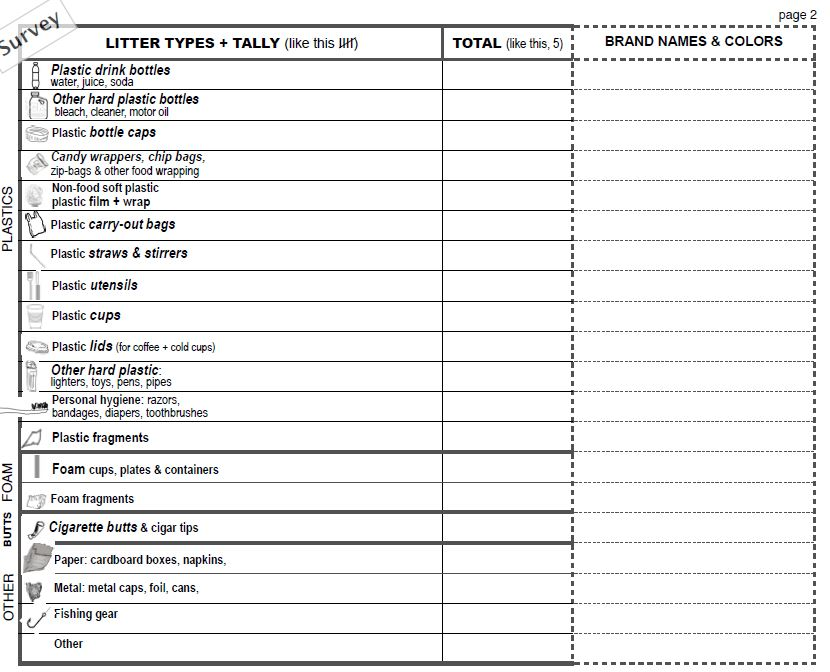 page 2
Survey
LITTER TYPES + TALLY (like this 卌)
TOTAL (like this, 5)
BRAND NAMES & COLORS
PLASTICS
Plastic drink bottles
water, juice, soda
Other hard plastic bottles
bleach, cleaner, motor oil
Plastic bottle caps
Candy wrappers, chip bags,
zip-bags & other food wrapping
Non-food soft plastic
plastic film + wrap
Plastic carry-out bags
Plastic straws & stirrers
Plastic utensils
Plastic cups
Plastic lids (for coffee + cold cups)
Other hard plastic:
lighters, toys, pens, pipes
Personal hygiene: razors,
bandages, diapers, toothbrushes
Plastic fragments
FOAM
Foam cups, plates & containers
Foam fragments
BUTTS
Cigarette butts & cigar tips
OTHER
Paper: cardboard boxes, napkins,
Metal: metal caps, foil, cans,
Fishing gear
Other